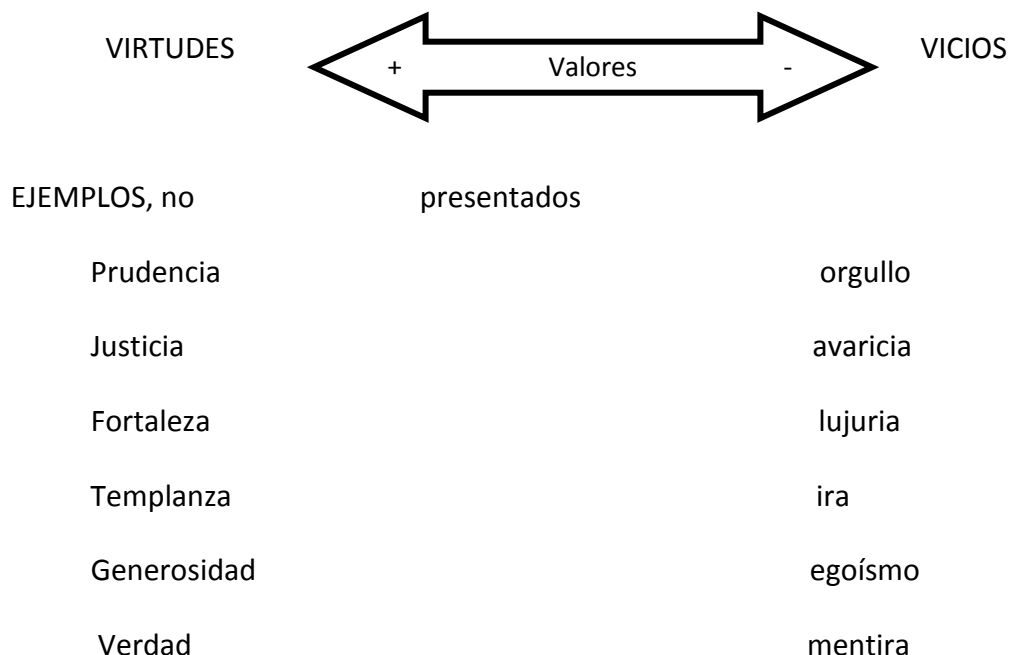 VIRTUDES + Valores - VICIOS
EJEMPLOS, no presentados
Prudencia orgullo
Justicia avaricia
Fortaleza lujuria
Templanza ira
Generosidad egoísmo
Verdad mentira